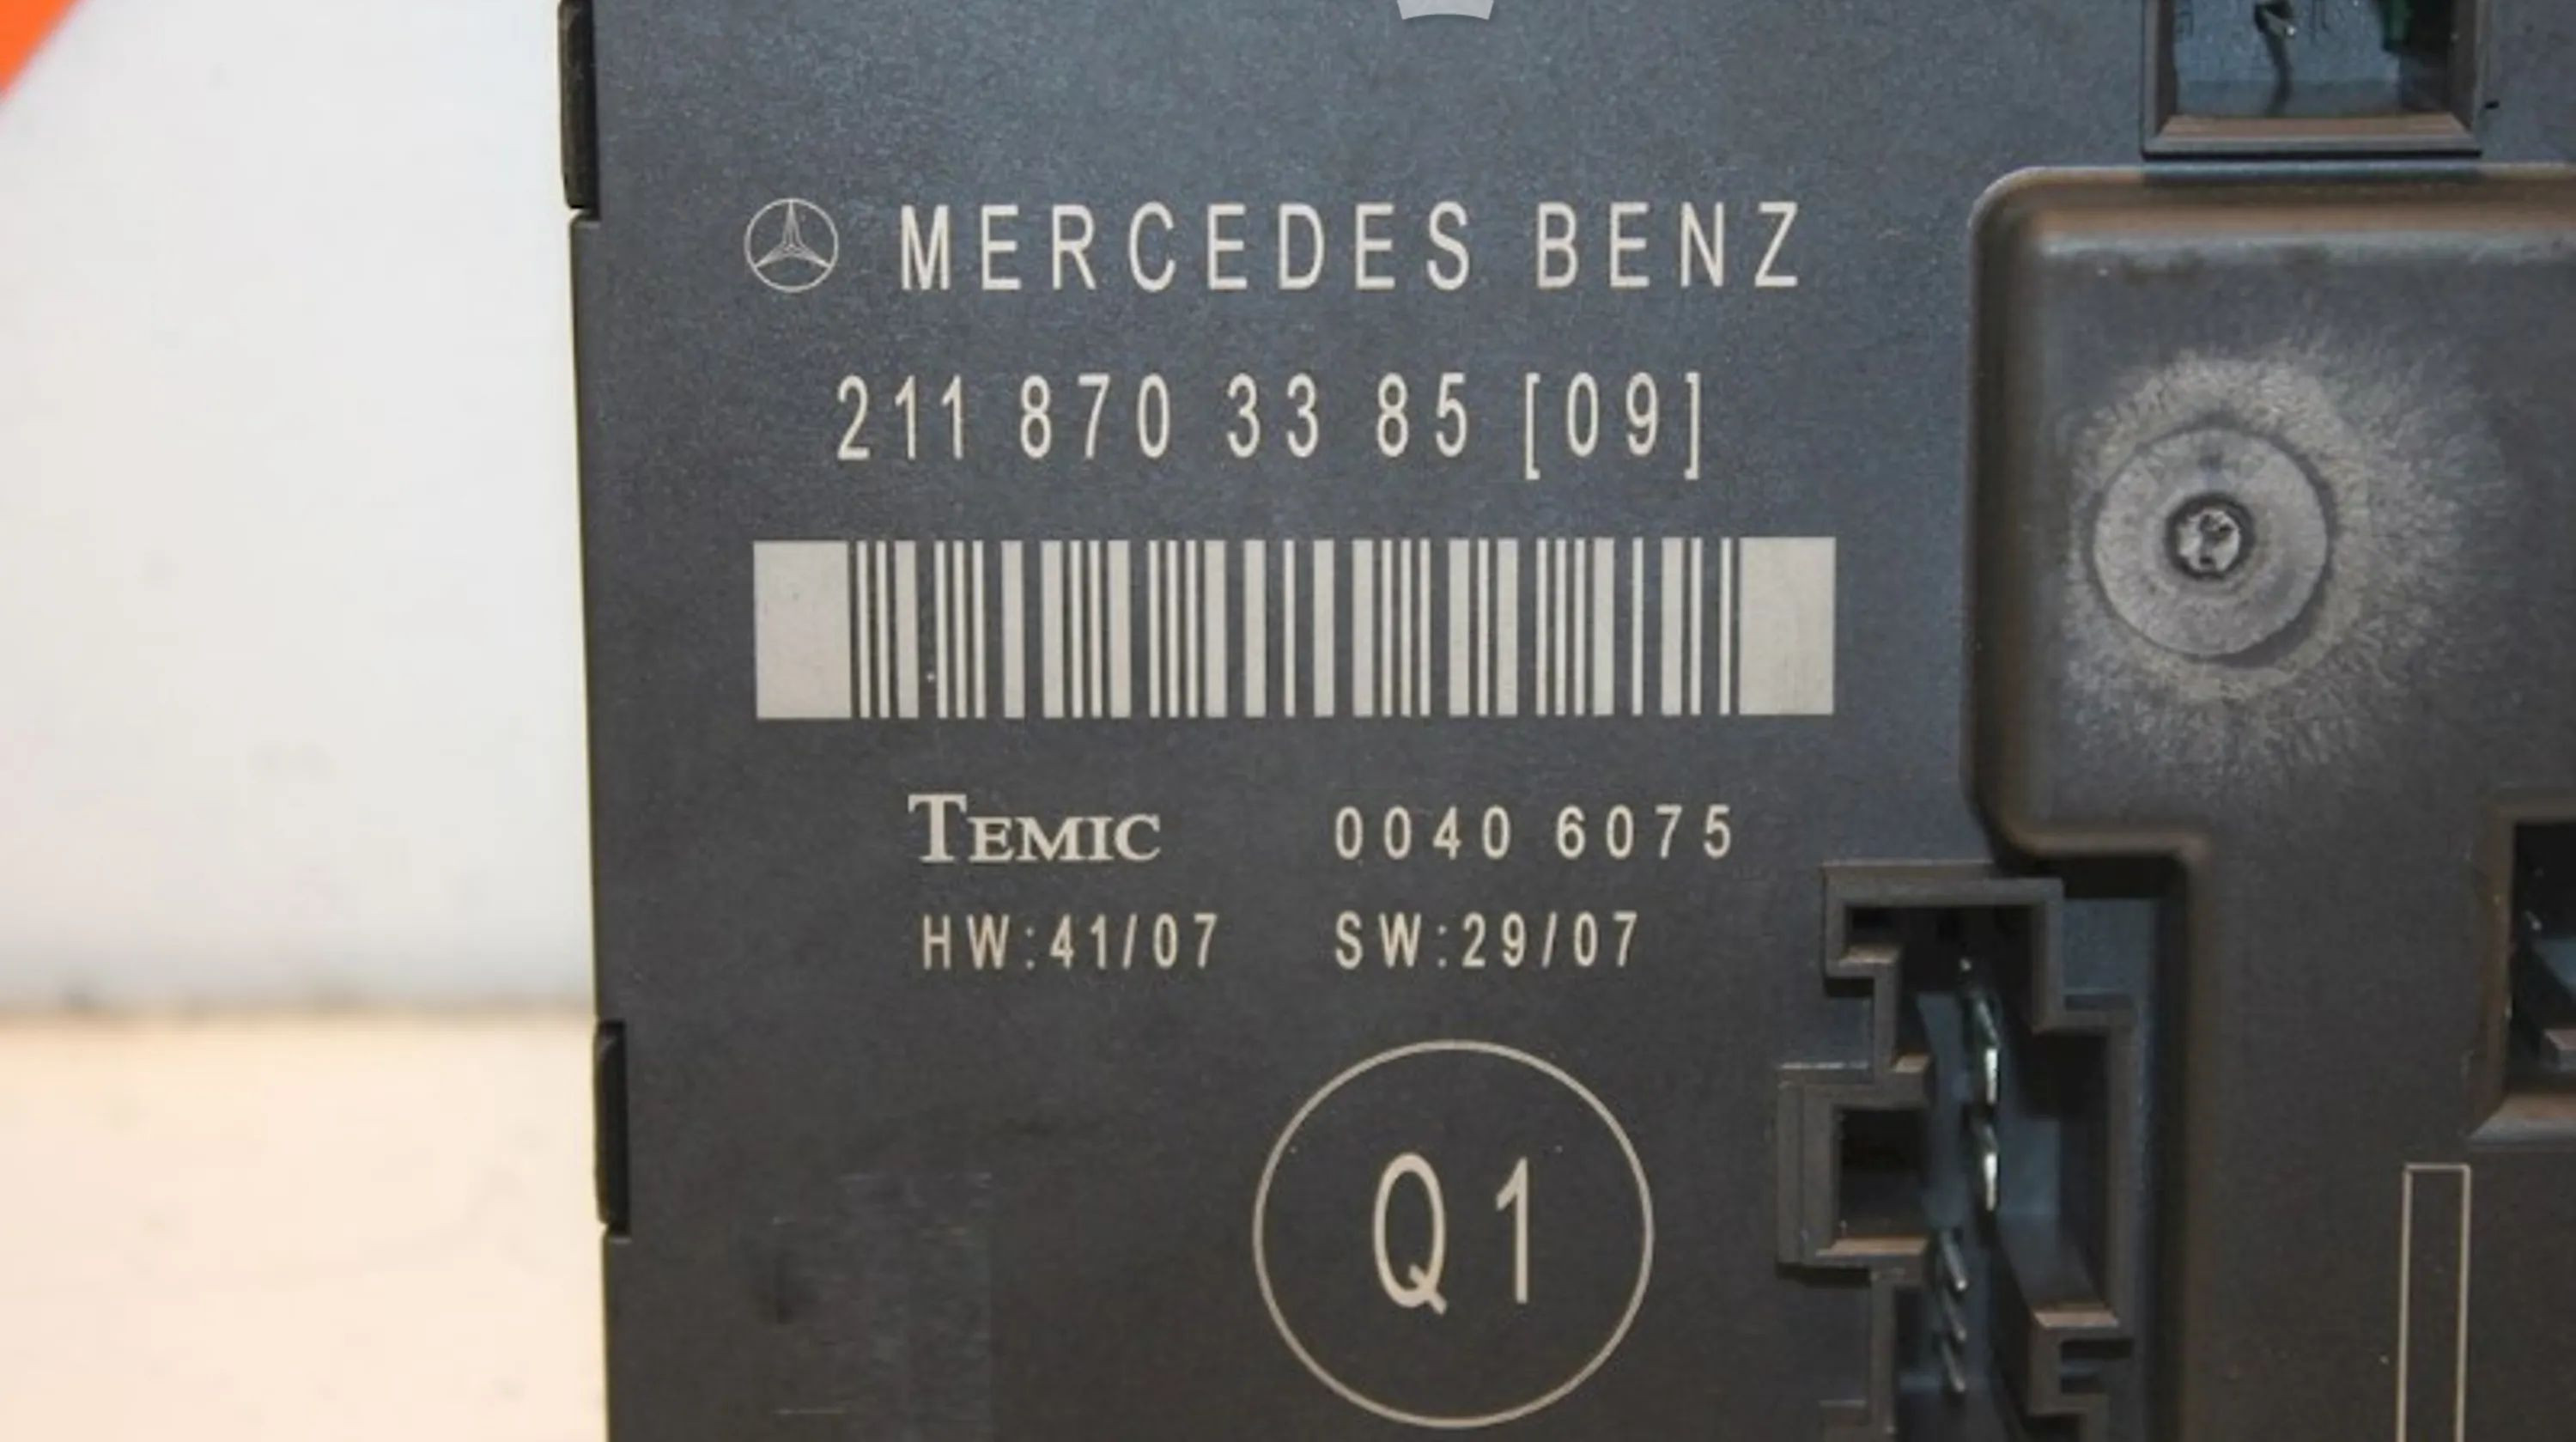 MERCEDES BENZ
211 870 33 85 [09]
TEMIC 0040 6075
HW:41/07 SW:29/07
Q1